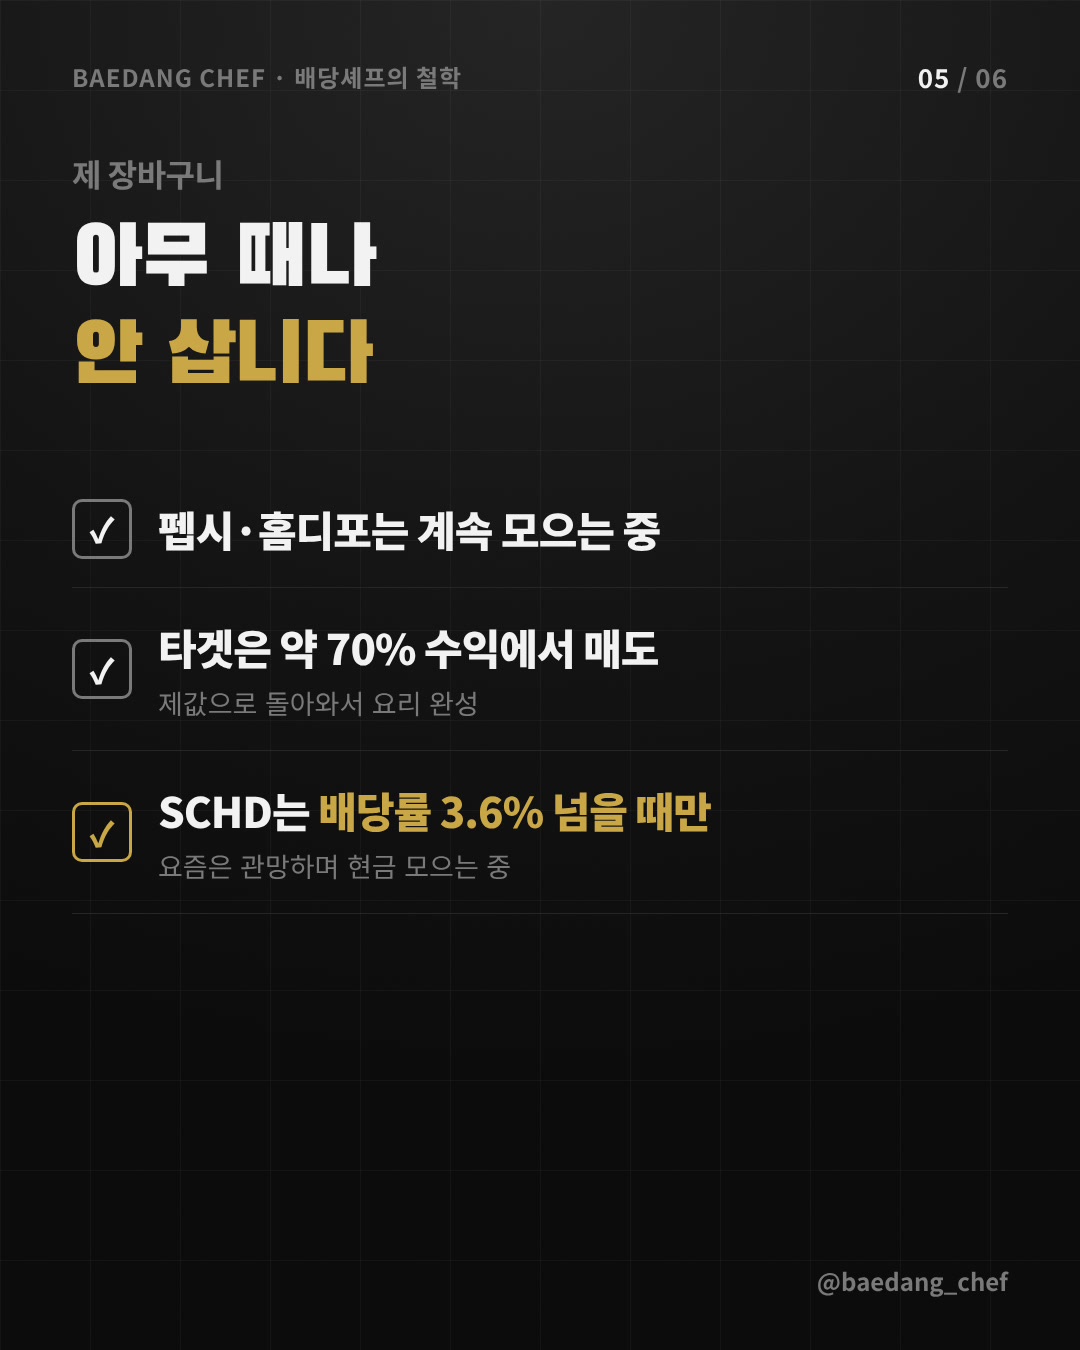 BAEDANG CHEF · 배당셰프의 철학
05 / 06
제 장바구니
아무 때나
안 삽니다
펩시·홈디포는 계속 모으는 중
타겟은 약 70% 수익에서 매도
제값으로 돌아와서 요리 완성
SCHD는 배당률 3.6% 넘을 때만
요즘은 관망하며 현금 모으는 중
@baedang_chef